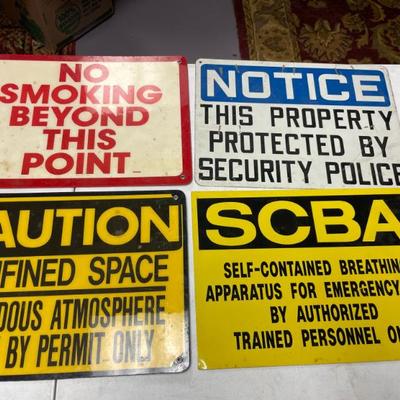 NO
SMOKING
BEYOND
THIS
POINT
NOTICE
THIS PROPERTY
PROTECTED BY
SECURITY POLICE
AUTION
FINED SPACE
DOUS ATMOSPHERE
BY PERMIT ONLY
SCBA
SELF-CONTAINED BREATHIN
APPARATUS FOR EMERGENCY
BY AUTHORIZED
TRAINED PERSONNEL ON